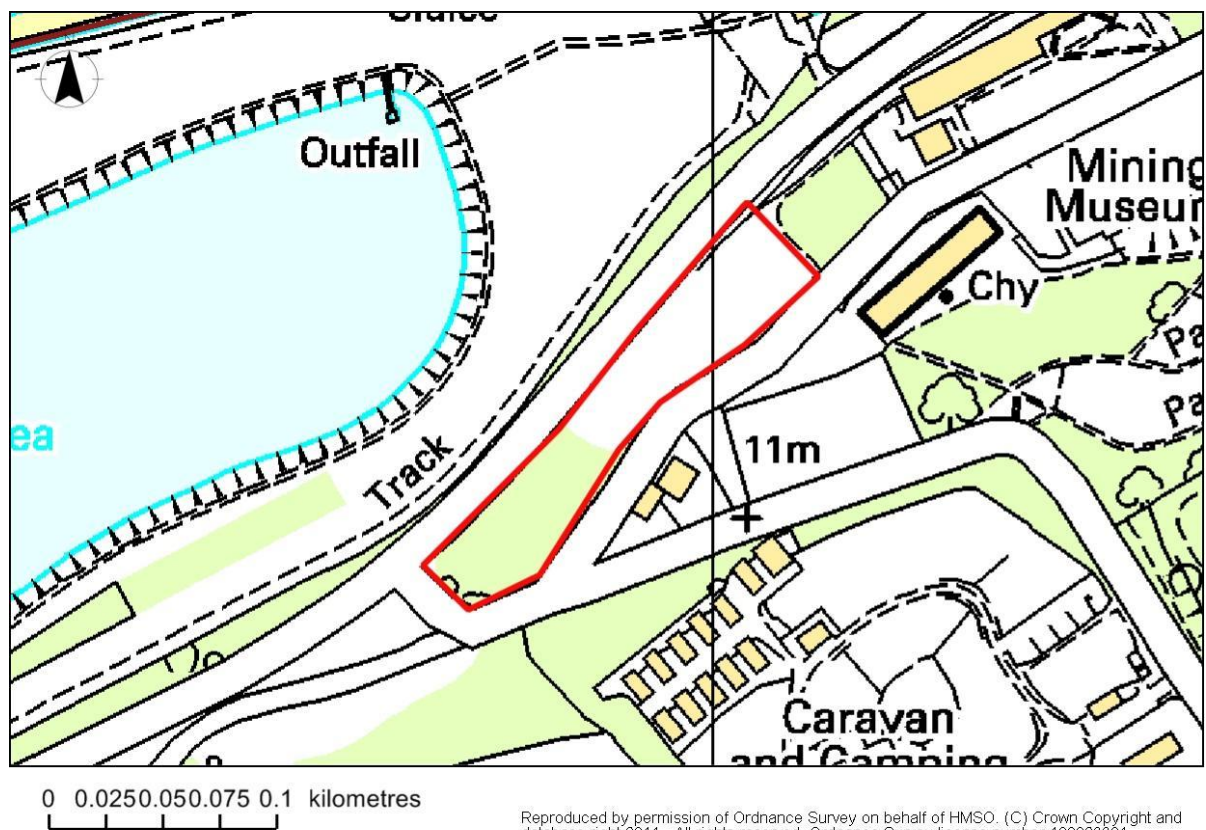 Outfall
Mining
Museum
Chy
Pa
Pa
ea
Track
11m
Caravan
and Camping
0 0.0250.050.075 0.1 kilometres
Reproduced by permission of Ordnance Survey on behalf of HMSO. (C) Crown Copyright and